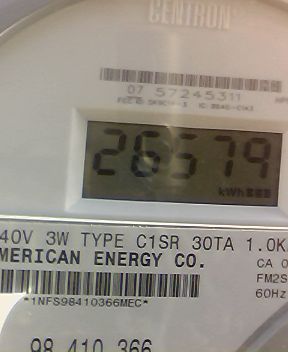 CENTRON
07 57245311
26579
kWh
40V 3W TYPE C1SR 30TA 1.0K
MERICAN ENERGY CO.
CA 0
FM2S
60Hz
*1NFS98410366MEC*
98 410 366